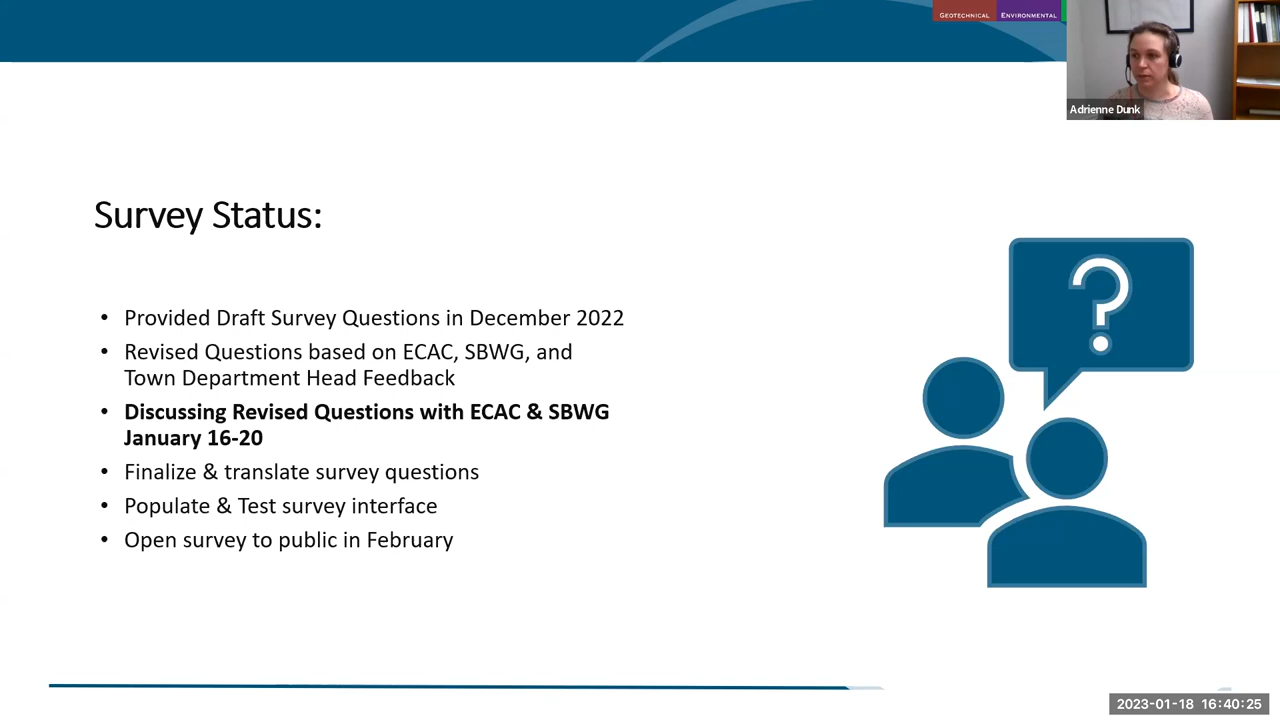 GEOTECHNICAL
ENVIRONMENTAL
Adrienne Dunk
Survey Status:
• Provided Draft Survey Questions in December 2022
• Revised Questions based on ECAC, SBWG, and
Town Department Head Feedback
• Discussing Revised Questions with ECAC & SBWG
January 16-20
• Finalize & translate survey questions
• Populate & Test survey interface
• Open survey to public in February
?
2023-01-18 16:40:25